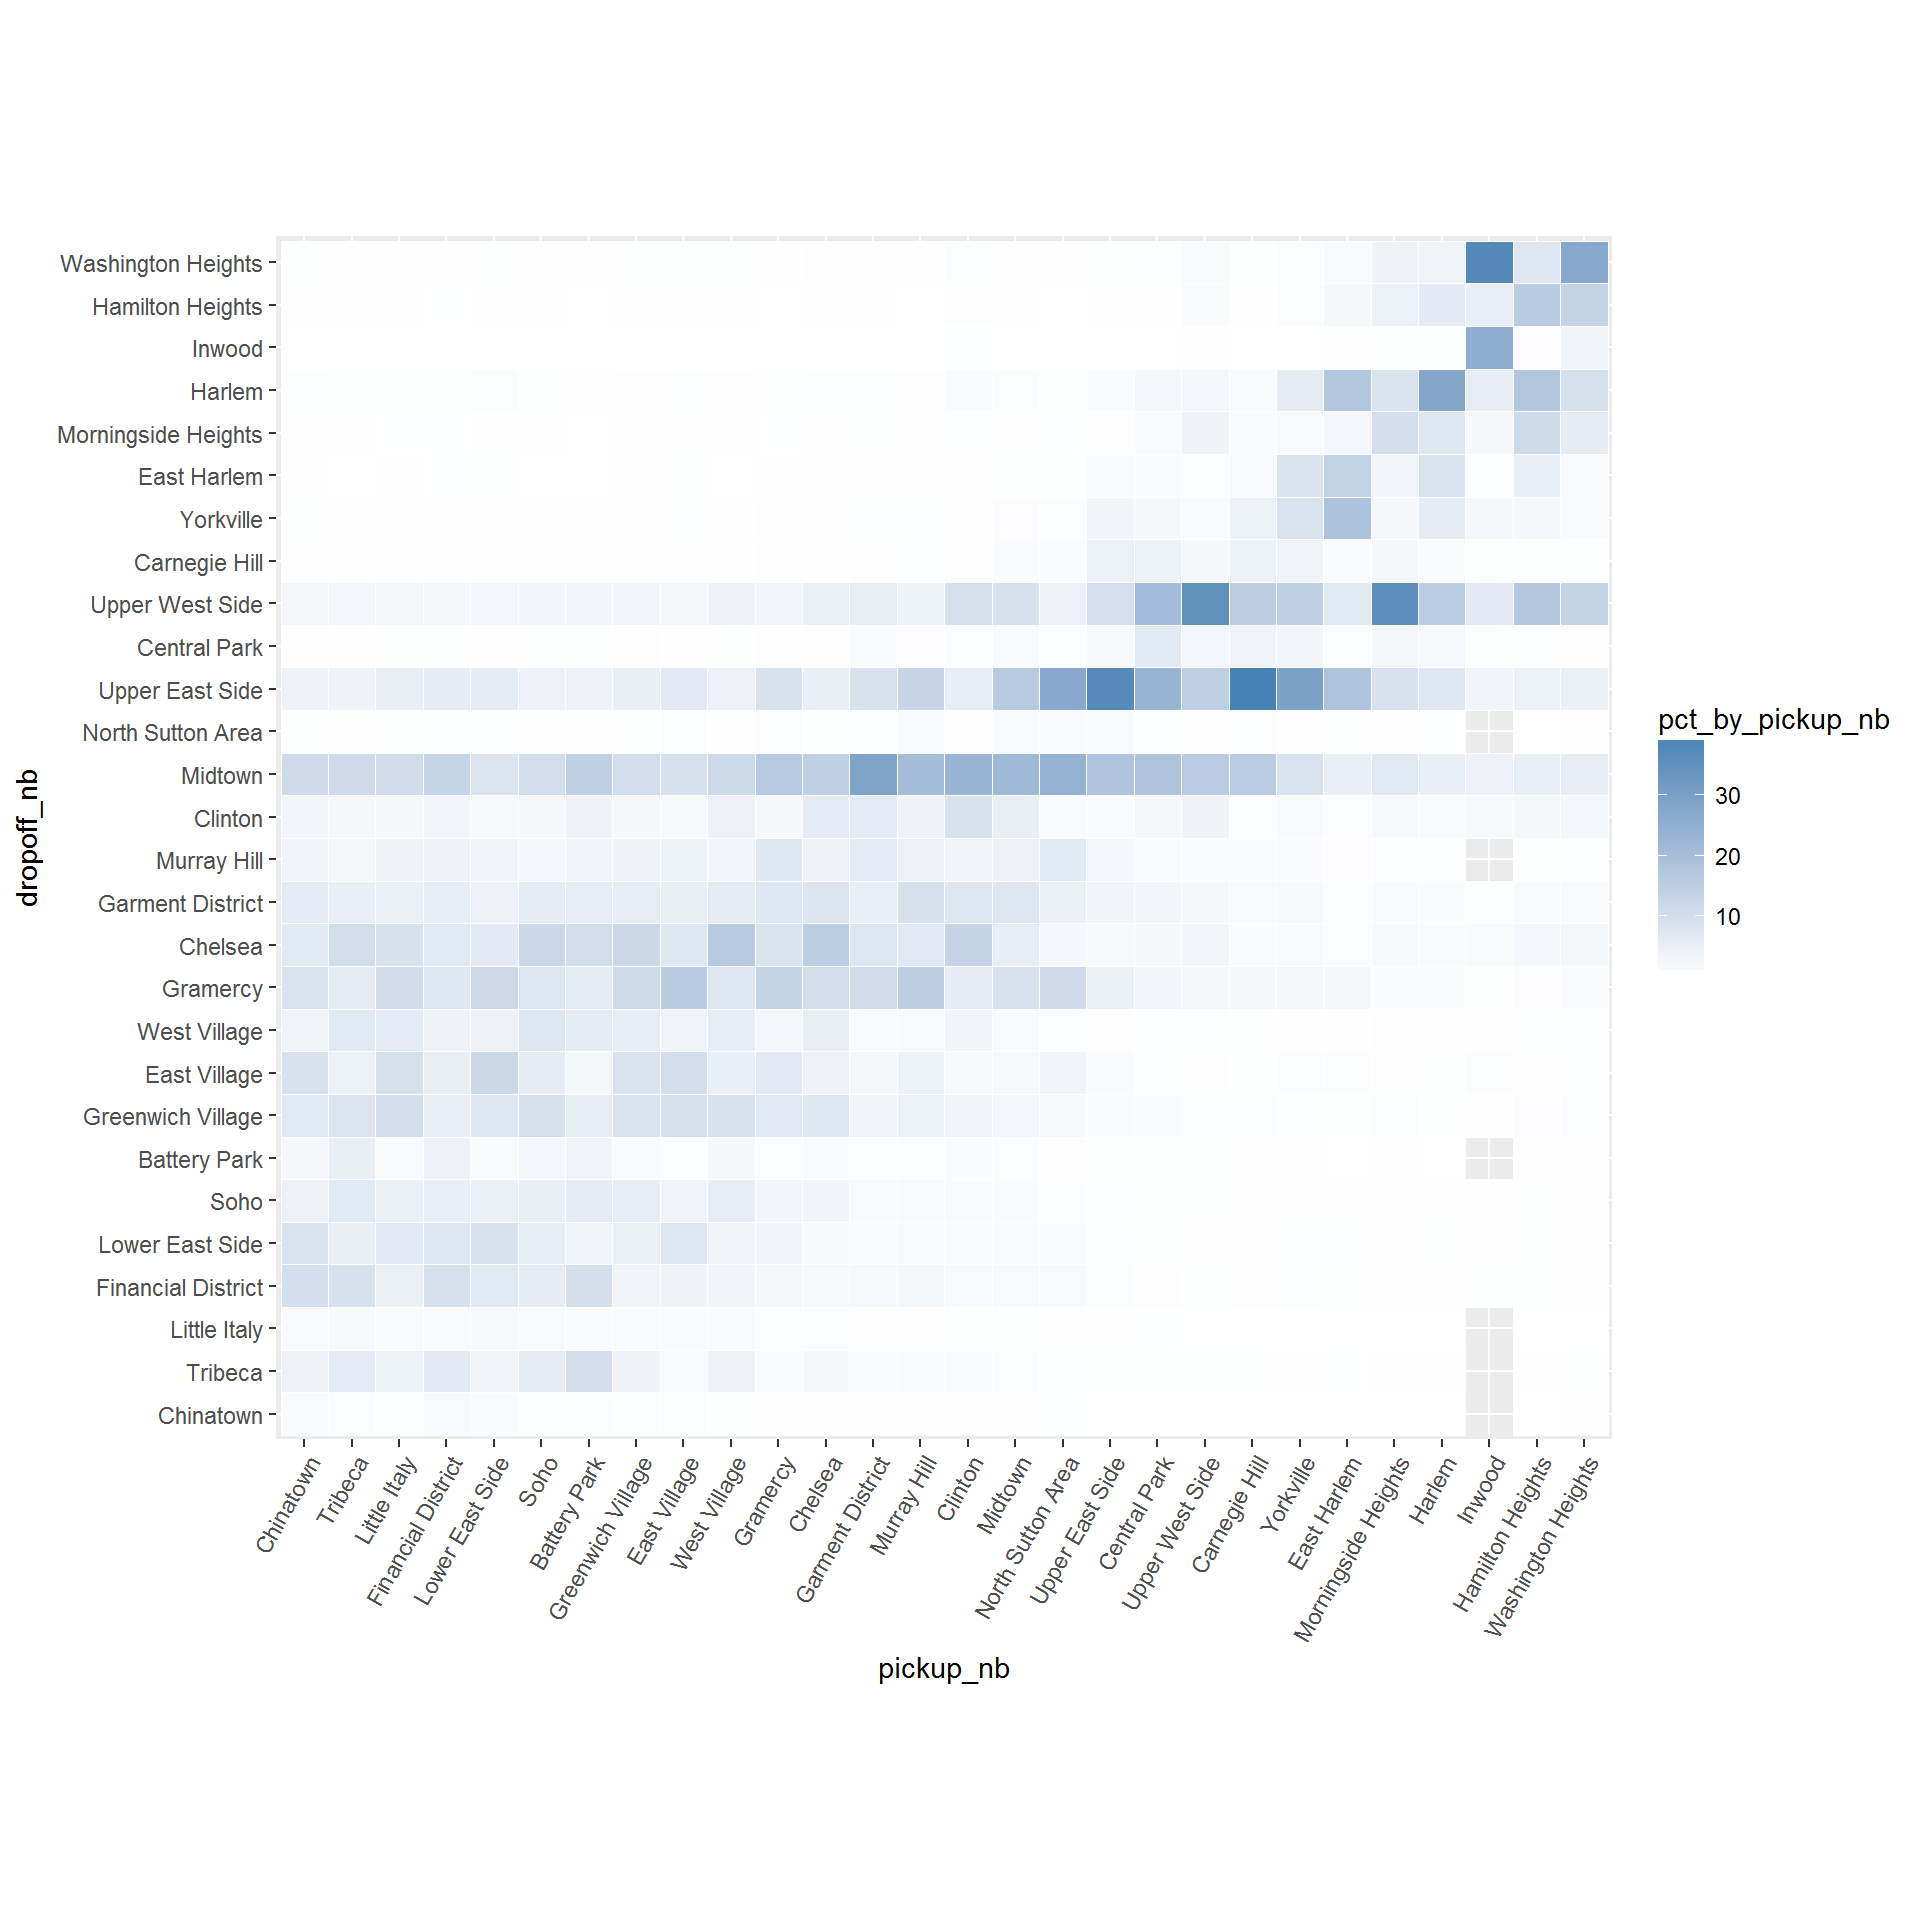 Washington Heights
Hamilton Heights
Inwood
Harlem
Morningside Heights
East Harlem
Yorkville
Carnegie Hill
Upper West Side
Central Park
Upper East Side
North Sutton Area
Midtown
Clinton
Murray Hill
Garment District
Chelsea
Gramercy
West Village
East Village
Greenwich Village
Battery Park
Soho
Lower East Side
Financial District
Little Italy
Tribeca
Chinatown
dropoff_nb
Chinatown
Tribeca
Little Italy
Financial District
Lower East Side
Soho
Battery Park
Greenwich Village
East Village
West Village
Gramercy
Chelsea
Garment District
Murray Hill
Clinton
Midtown
North Sutton Area
Upper East Side
Central Park
Upper West Side
Carnegie Hill
Yorkville
East Harlem
Morningside Heights
Harlem
Inwood
Hamilton Heights
Washington Heights
pickup_nb
pct_by_pickup_nb
30
20
10